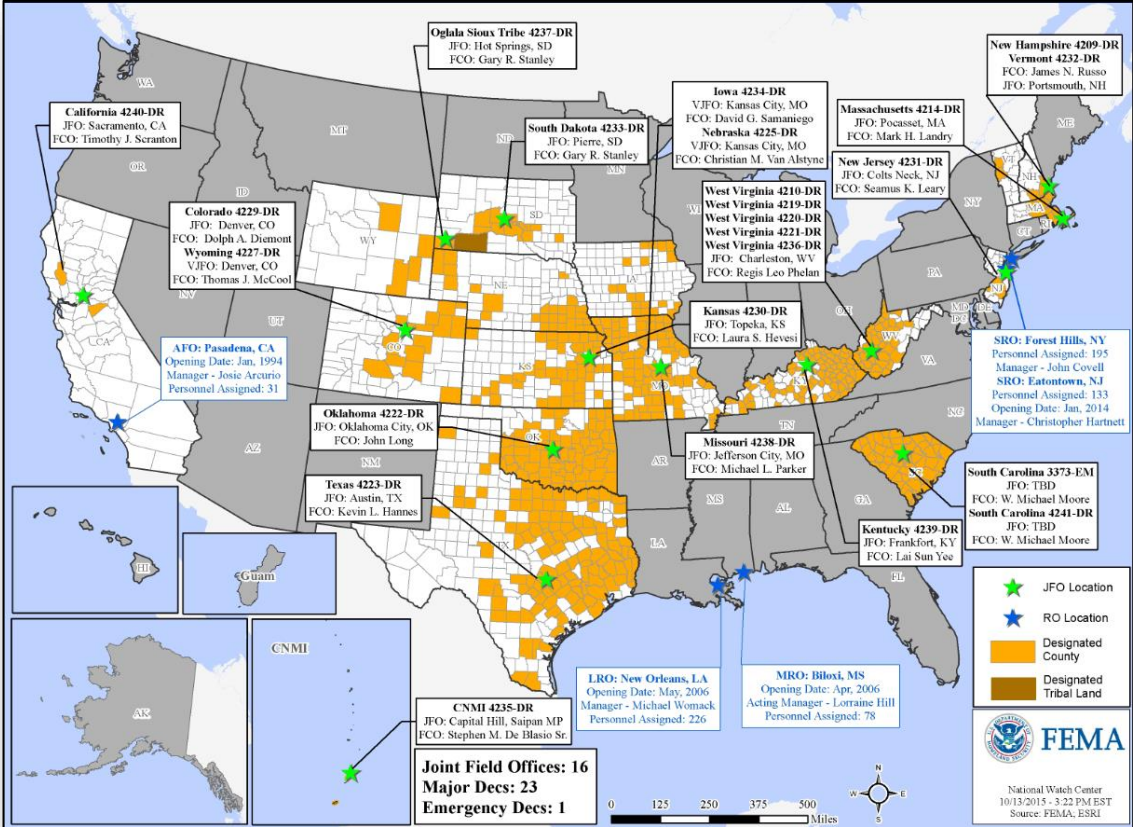 Oglala Sioux Tribe 4237-DR
JFO: Hot Springs, SD
FCO: Gary R. Stanley
New Hampshire 4209-DR
Vermont 4232-DR
FCO: James N. Russo
JFO: Portsmouth, NH
California 4240-DR
JFO: Sacramento, CA
FCO: Timothy J. Scranton
South Dakota 4233-DR
JFO: Pierre, SD
FCO: Gary R. Stanley
Iowa 4234-DR
VJFO: Kansas City, MO
FCO: David G. Samaniego
Nebraska 4225-DR
VJFO: Kansas City, MO
FCO: Christian M. Van Alstyne
Massachusetts 4214-DR
JFO: Pocasset, MA
FCO: Mark H. Landry
New Jersey 4231-DR
JFO: Colts Neck, NJ
FCO: Seamus K. Leary
West Virginia 4210-DR
West Virginia 4219-DR
West Virginia 4220-DR
West Virginia 4221-DR
West Virginia 4236-DR
JFO: Charleston, WV
FCO: Regis Leo Phelan
Colorado 4229-DR
JFO: Denver, CO
FCO: Dolph A. Diemont
Wyoming 4227-DR
VJFO: Denver, CO
FCO: Thomas J. McCool
Kansas 4230-DR
JFO: Topeka, KS
FCO: Laura S. Hevesi
AFO: Pasadena, CA
Opening Date: Jan, 1994
Manager - Josie Arcurio
Personnel Assigned: 31
SRO: Forest Hills, NY
Personnel Assigned: 195
Manager - John Covell
SRO: Eatontown, NJ
Personnel Assigned: 133
Opening Date: Jan, 2014
Manager - Christopher Hartnett
Oklahoma 4222-DR
JFO: Oklahoma City, OK
FCO: John Long
Missouri 4238-DR
JFO: Jefferson City, MO
FCO: Michael L. Parker
Texas 4223-DR
JFO: Austin, TX
FCO: Kevin L. Hannes
South Carolina 3373-EM
JFO: TBD
FCO: W. Michael Moore
South Carolina 4241-DR
JFO: TBD
FCO: W. Michael Moore
Kentucky 4239-DR
JFO: Frankfort, KY
FCO: Lai Sun Yee
LRO: New Orleans, LA
Opening Date: May, 2006
Manager - Michael Womack
Personnel Assigned: 226
MRO: Biloxi, MS
Opening Date: Apr, 2006
Acting Manager - Lorraine Hill
Personnel Assigned: 78
CNMI 4235-DR
JFO: Capital Hill, Saipan MP
FCO: Stephen M. De Blasio Sr.
Joint Field Offices: 16
Major Decs: 23
Emergency Decs: 1
WA
MT
ND
MN
OR
ID
WY
SD
WI
NY
VT
NH
ME
MA
CT
RI
NV
UT
CO
NE
IA
OH
PA
NJ
MD
DE
DC
CA
AZ
NM
KS
MO
KY
WV
VA
OK
AR
TN
NC
TX
LA
MS
AL
GA
SC
FL
HI
Guam
AK
CNMI
JFO Location
RO Location
Designated
County
Designated
Tribal Land
U.S. DEPARTMENT OF
HOMELAND SECURITY
FEMA
National Watch Center
10/13/2015 - 3:22 PM EST
Source: FEMA; ESRI
N
W
E
S
0 125 250 375 500
Miles